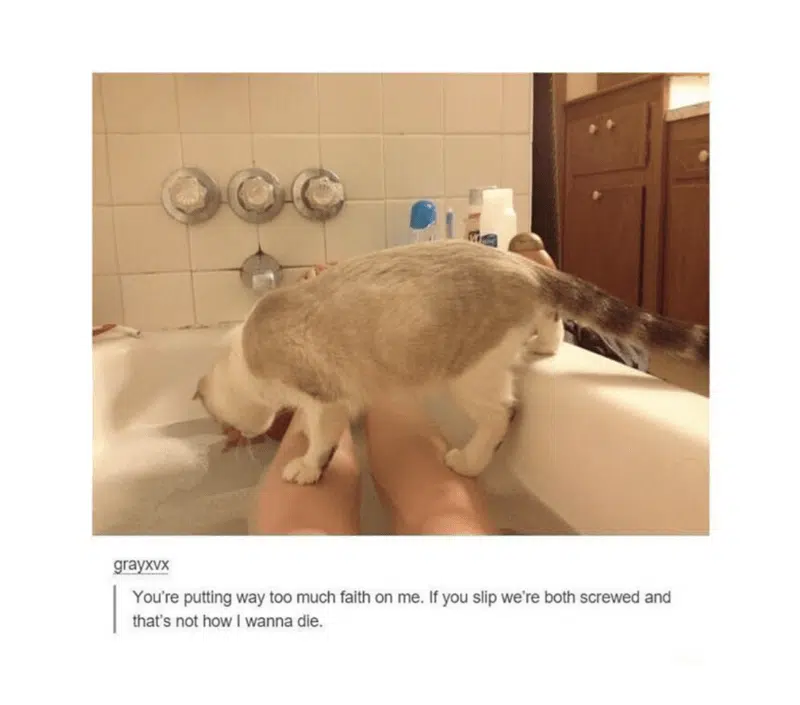 grayxvx
You're putting way too much faith on me. If you slip we're both screwed and
that's not how I wanna die.